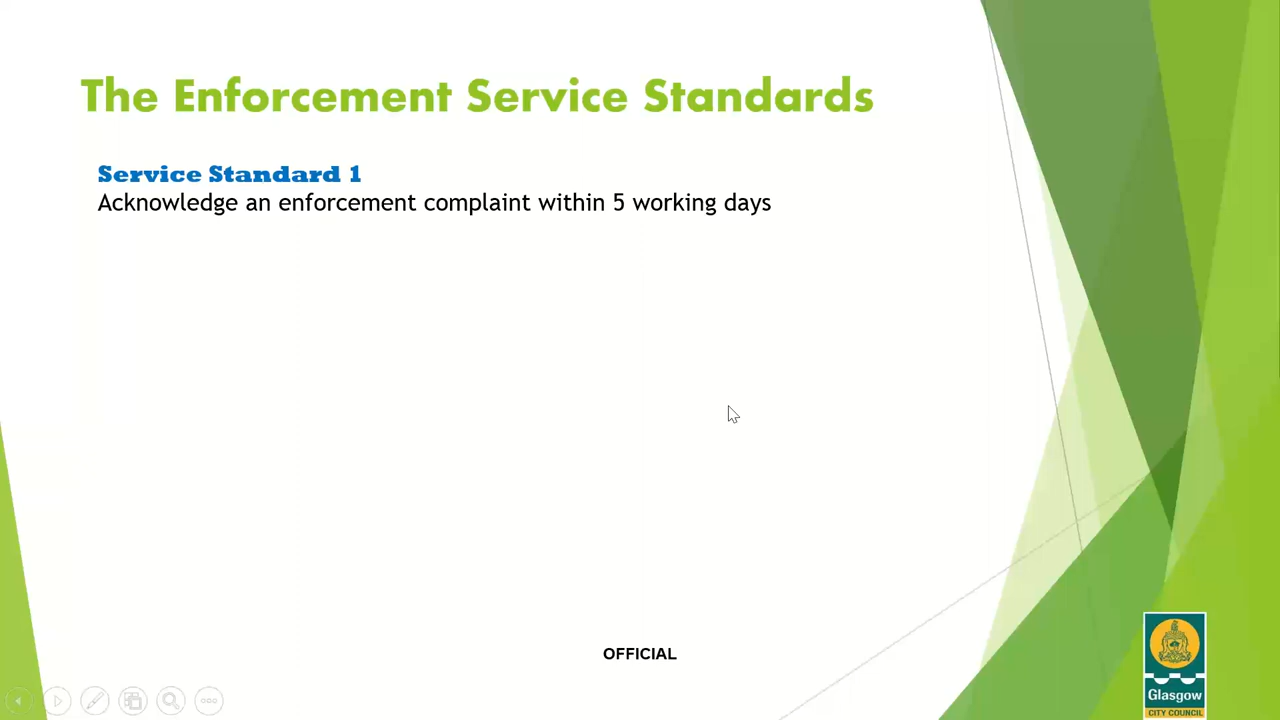 The Enforcement Service Standards
Service Standard 1
Acknowledge an enforcement complaint within 5 working days
OFFICIAL
Glasgow
CITY COUNCIL